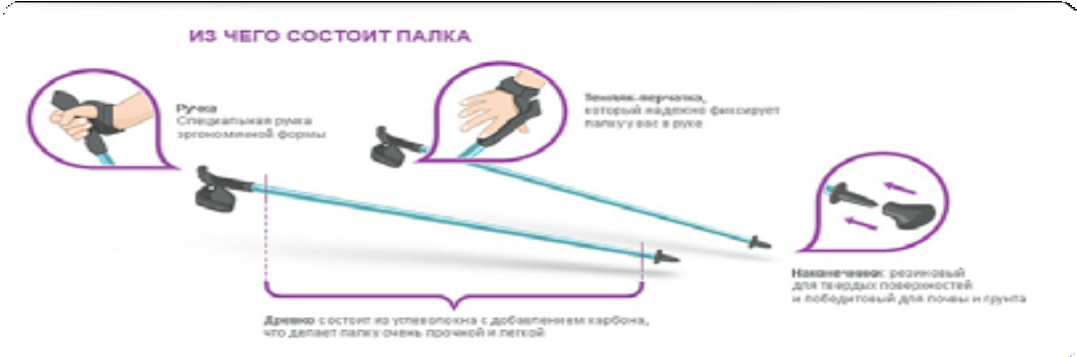 ИЗ ЧЕГО СОСТОИТ ПАЛКА
Ручка
Специальная ручка
эргономичной формы
Темляк-перчатка,
который надежно фиксирует
палку у вас в руке
Наконечники: резиновый
для твердых поверхностей
и победитовый для почвы и грунта
Древко состоит из углеволокна с добавлением карбона,
что делает палку очень прочной и легкой